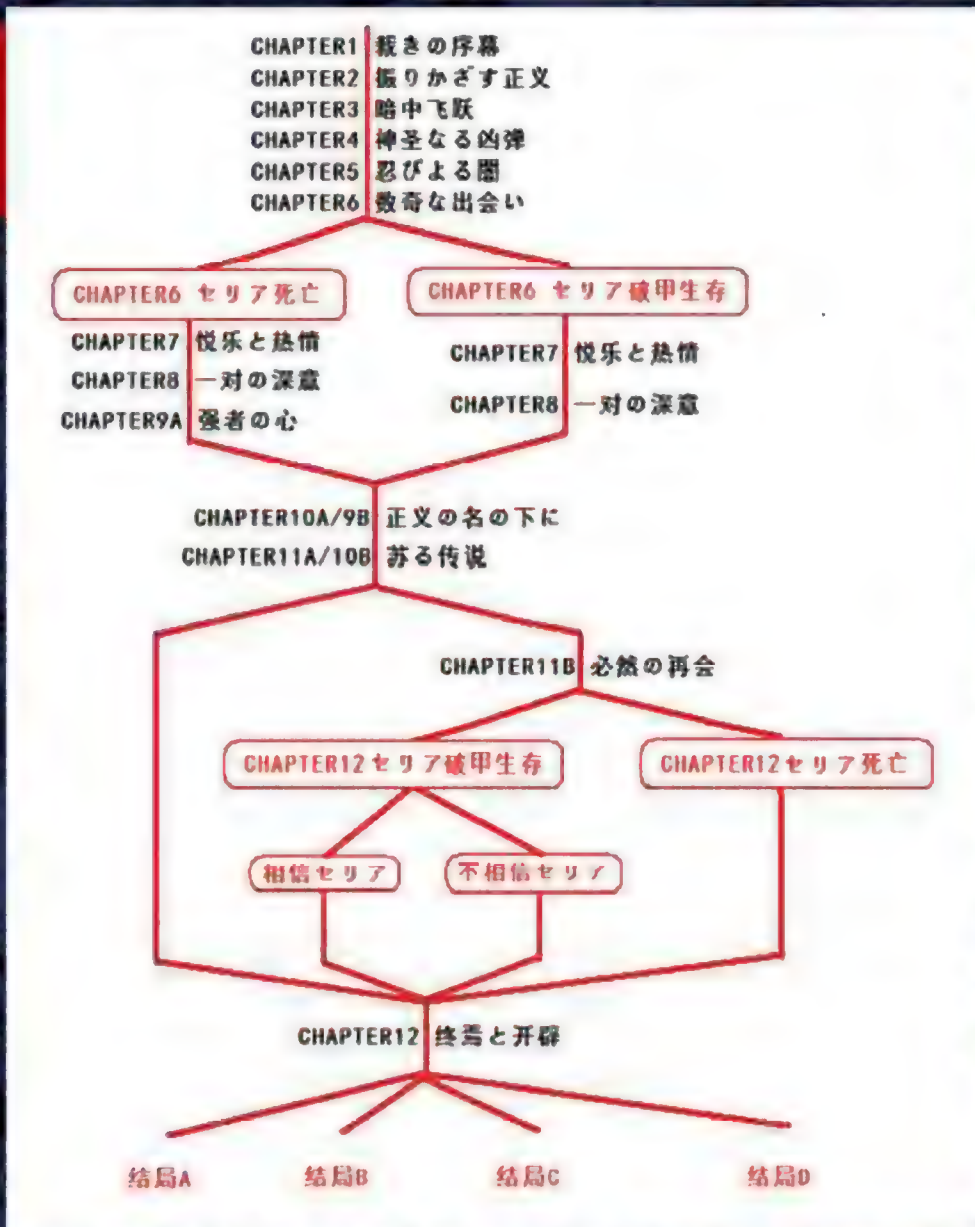 CHAPTER1 裁きの序幕
CHAPTER2 振りかざす正义
CHAPTER3 暗中飞跃
CHAPTER4 神圣なる凶弹
CHAPTER5 忍びよる闇
CHAPTER6 数奇な出会い
CHAPTER6 セリア死亡
CHAPTER6 セリア破甲生存
CHAPTER7 悦乐と热情
CHAPTER8 一对の深意
CHAPTER9A 强者の心
CHAPTER7 悦乐と热情
CHAPTER8 一对の深意
CHAPTER10A/9B 正义の名の下に
CHAPTER11A/10B 苏る传说
CHAPTER11B 必然の再会
CHAPTER12セリア破甲生存
CHAPTER12セリア死亡
相信セリア
不相信セリア
CHAPTER12 终焉と开辟
结局A
结局B
结局C
结局D